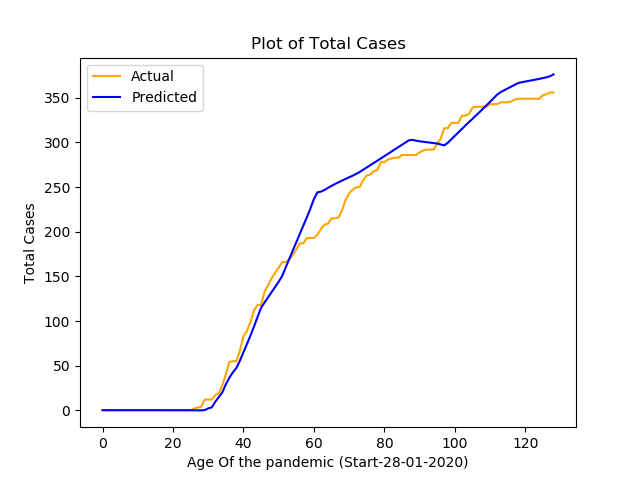 Plot of Total Cases
Actual
Predicted
350
300
250
200
150
100
50
0
Total Cases
0 20 40 60 80 100 120
Age Of the pandemic (Start-28-01-2020)